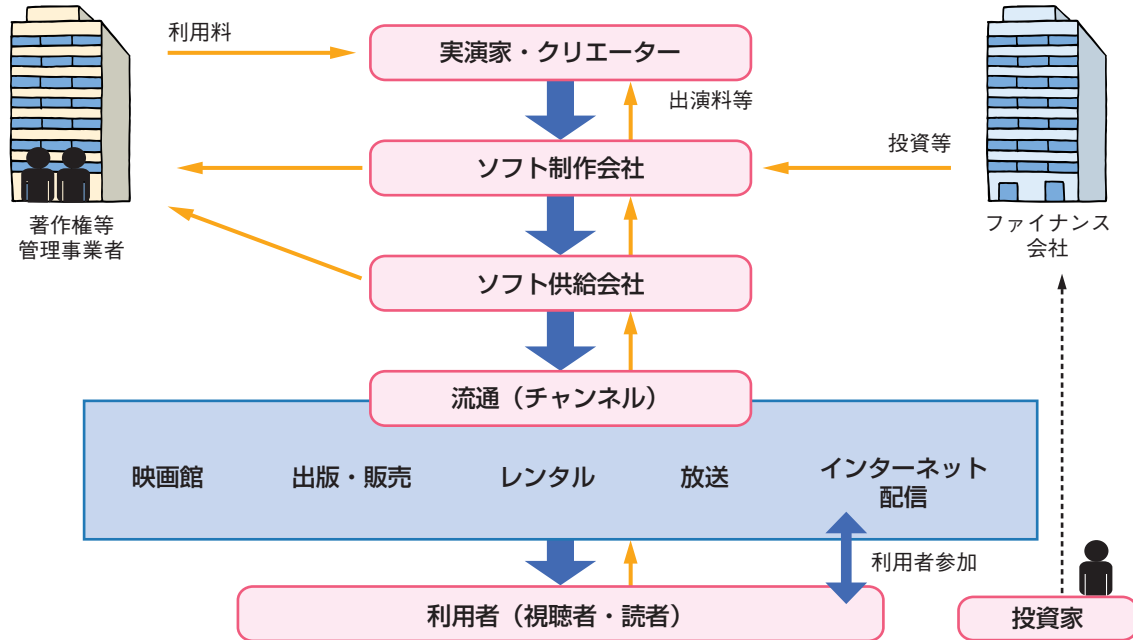 利用料
実演家・クリエーター
出演料等
ソフト制作会社
投資等
著作権等
管理事業者
ファイナンス
会社
ソフト供給会社
流通（チャンネル）
映画館
出版・販売
レンタル
放送
インターネット
配信
利用者参加
利用者（視聴者・読者）
投資家